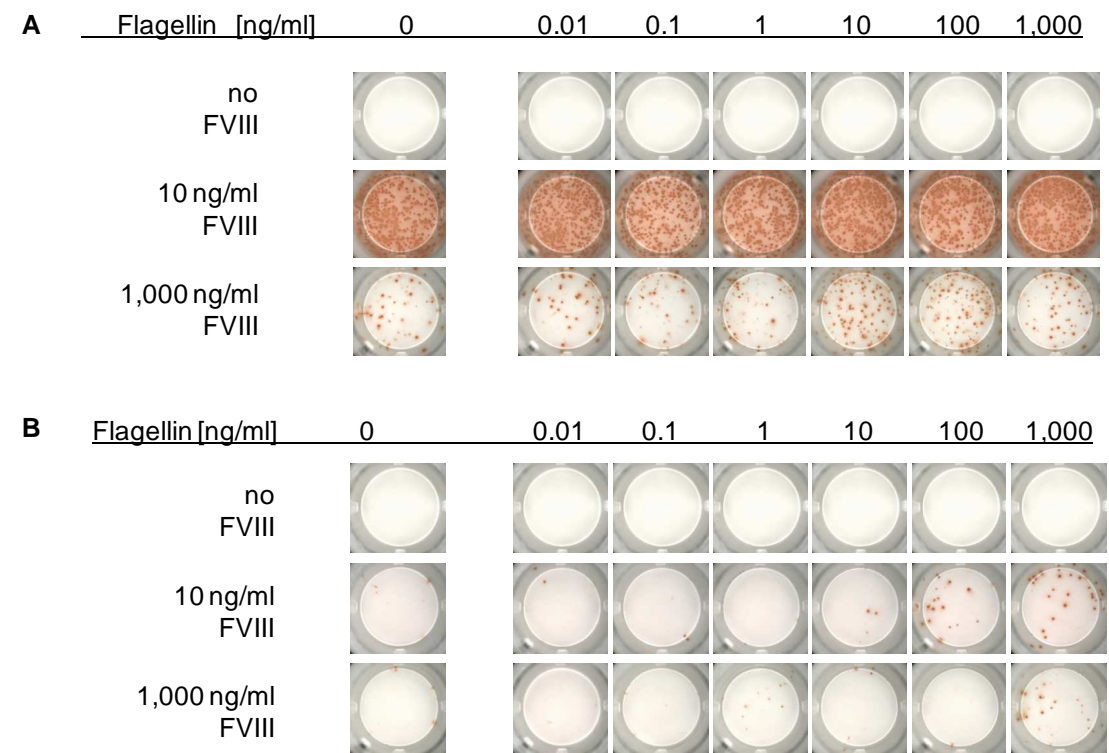 A Flagellin [ng/ml] 0 0.01 0.1 1 10 100 1,000
no
FVIII
10 ng/ml
FVIII
1,000 ng/ml
FVIII
B Flagellin [ng/ml] 0 0.01 0.1 1 10 100 1,000
no
FVIII
10 ng/ml
FVIII
1,000 ng/ml
FVIII